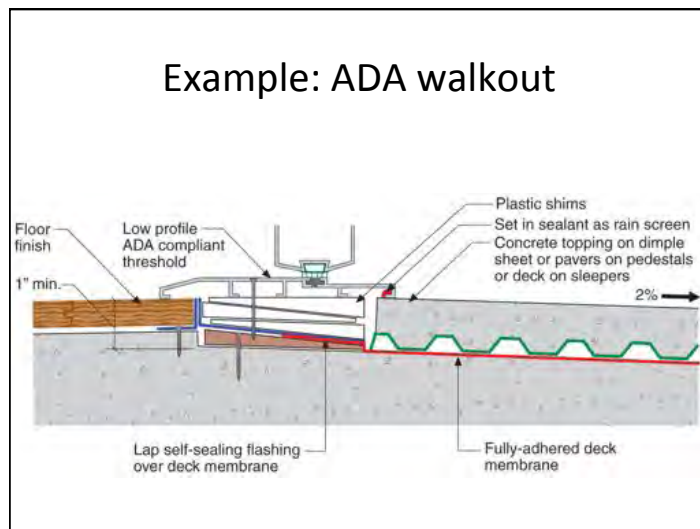 Example: ADA walkout
Floor
finish
1” min.
Low profile
ADA compliant
threshold
Plastic shims
Set in sealant as rain screen
Concrete topping on dimple
sheet or pavers on pedestals
or deck on sleepers
2%
Lap self-sealing flashing
over deck membrane
Fully-adhered deck
membrane